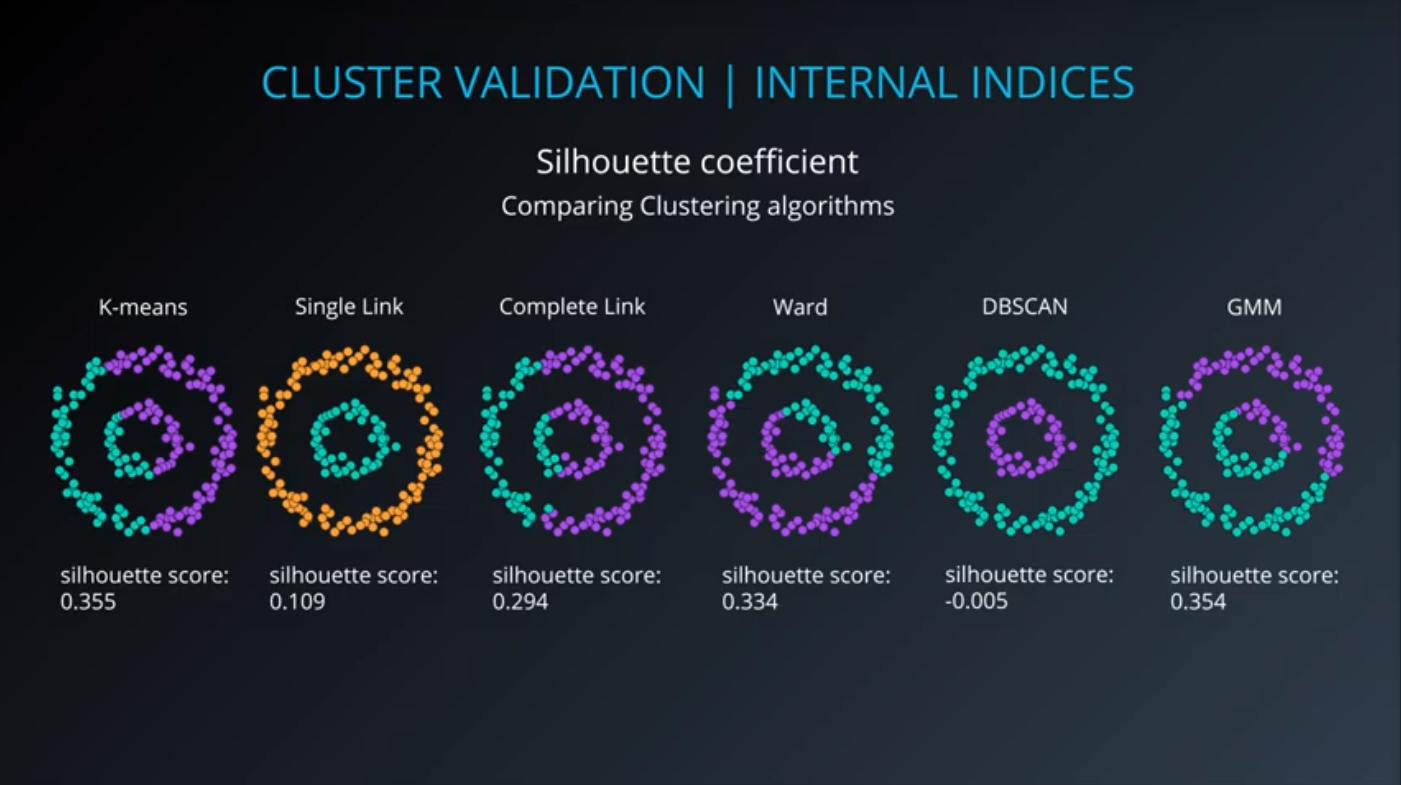 CLUSTER VALIDATION | INTERNAL INDICES
Silhouette coefficient
Comparing Clustering algorithms
K-means
Single Link
Complete Link
Ward
DBSCAN
GMM
silhouette score:
0.355
silhouette score:
0.109
silhouette score:
0.294
silhouette score:
0.334
silhouette score:
-0.005
silhouette score:
0.354